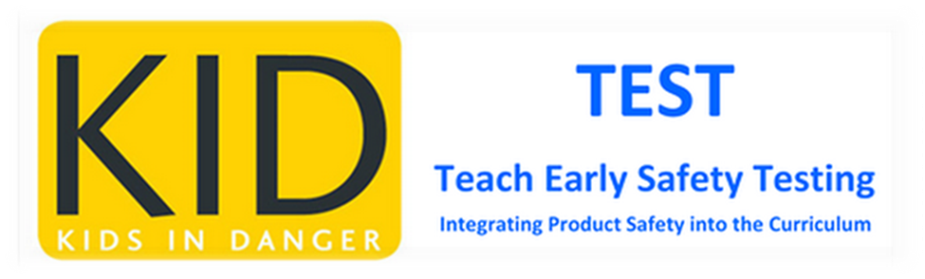 KID
KIDS IN DANGER
TEST
Teach Early Safety Testing
Integrating Product Safety into the Curriculum